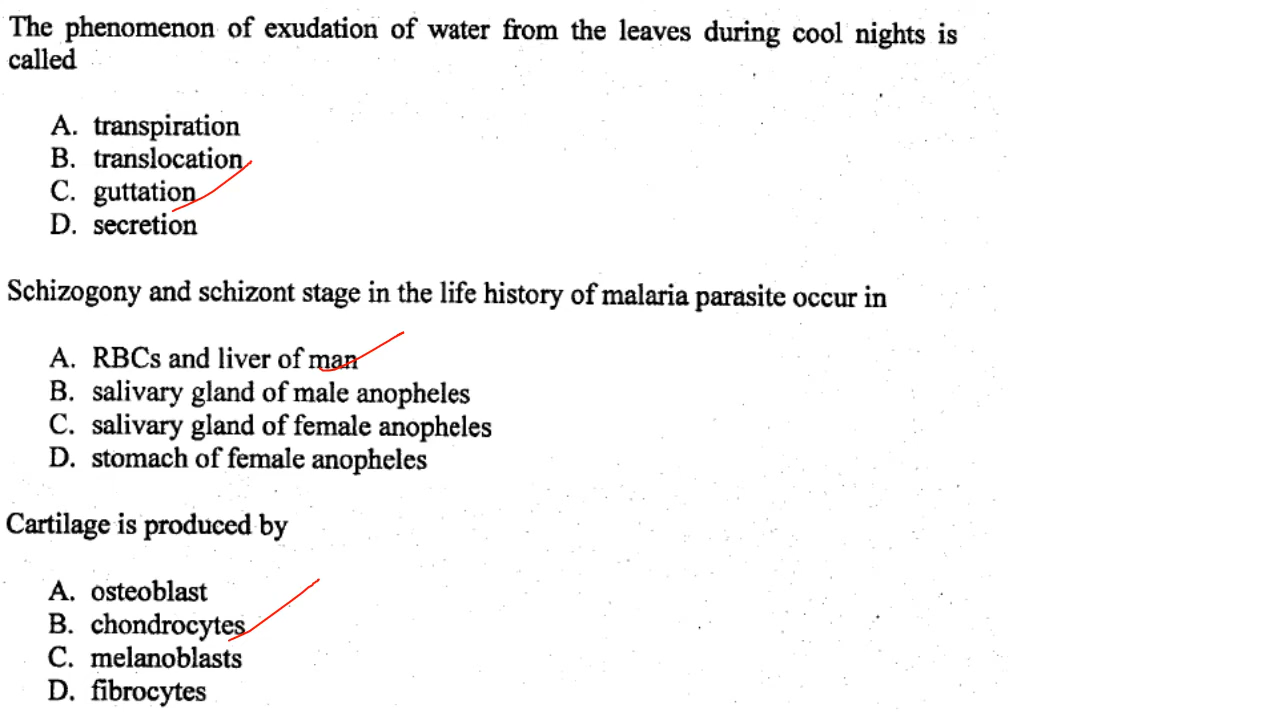 The phenomenon of exudation of water from the leaves during cool nights is
called
A. transpiration
B. translocation
C. guttation
D. secretion
Schizogony and schizont stage in the life history of malaria parasite occur in
A. RBCs and liver of man
B. salivary gland of male anopheles
C. salivary gland of female anopheles
D. stomach of female anopheles
Cartilage is produced by
A. osteoblast
B. chondrocytes
C. melanoblasts
D. fibrocytes